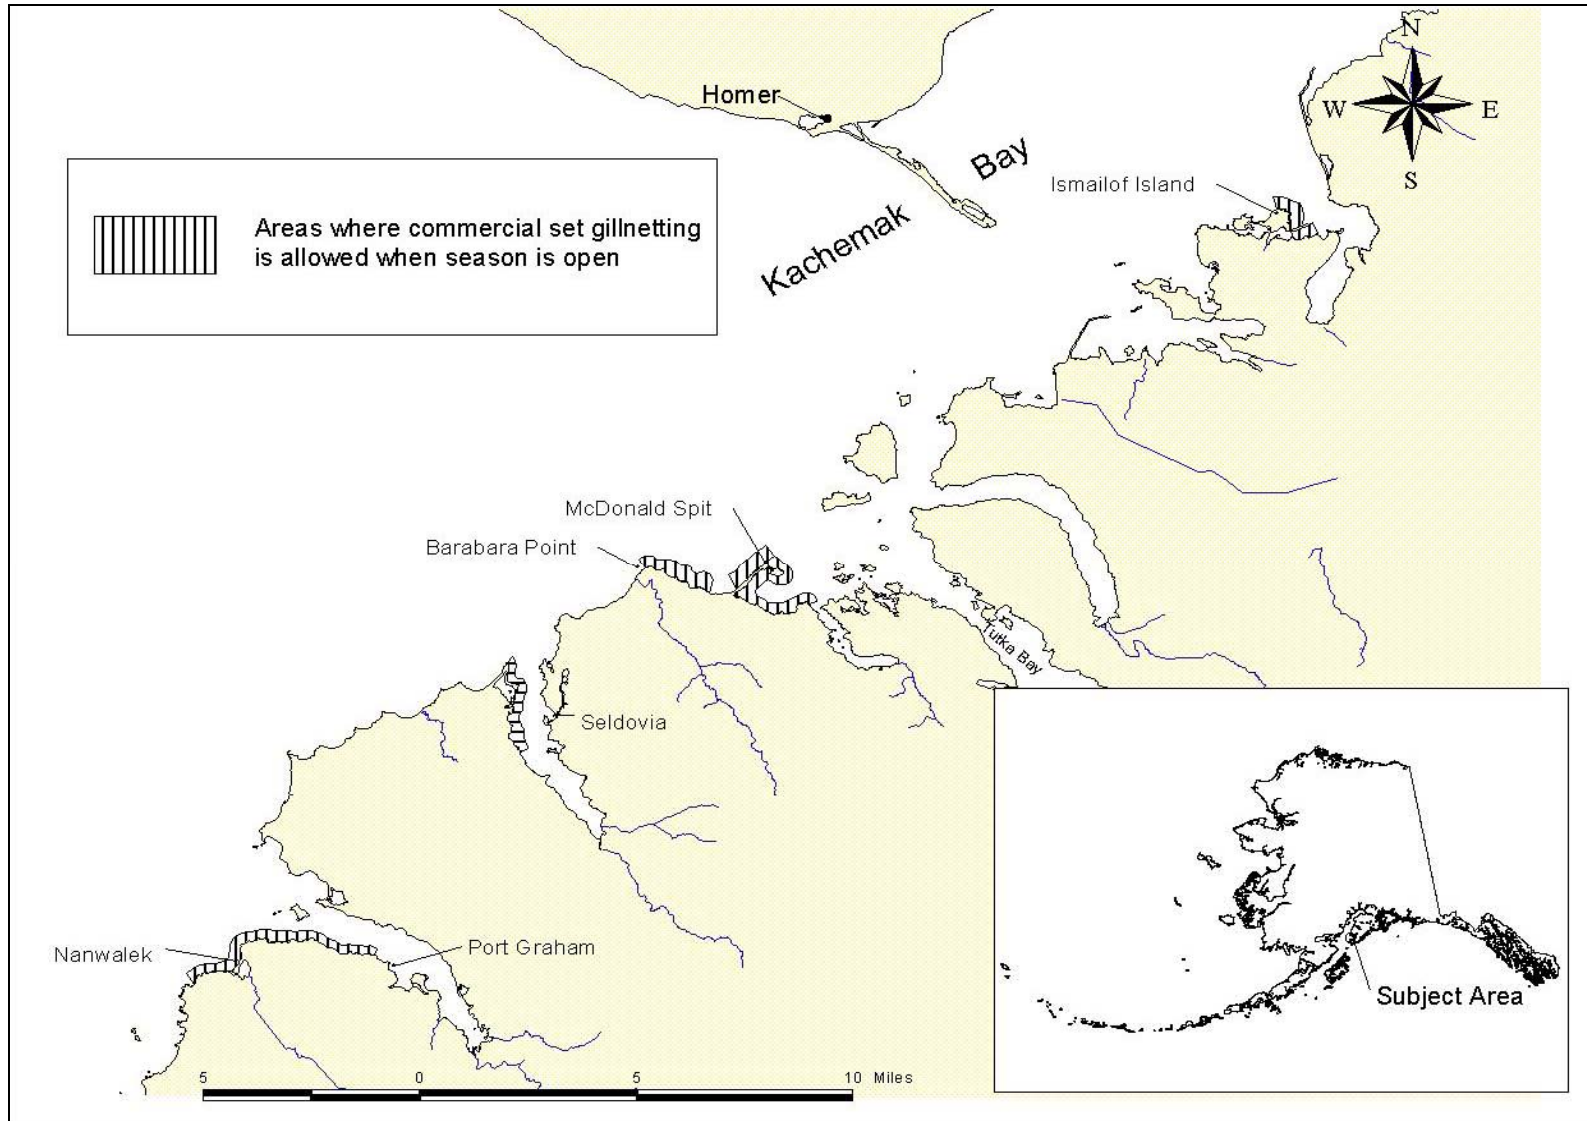 N
Homer
W
E
Bay
S
Ismailof Island
Kachemak
Areas where commercial set gillnetting
is allowed when season is open
McDonald Spit
Barabara Point
Tutka Bay
Seldovia
Nanwalek
Port Graham
Subject Area
5
0
5
10 Miles